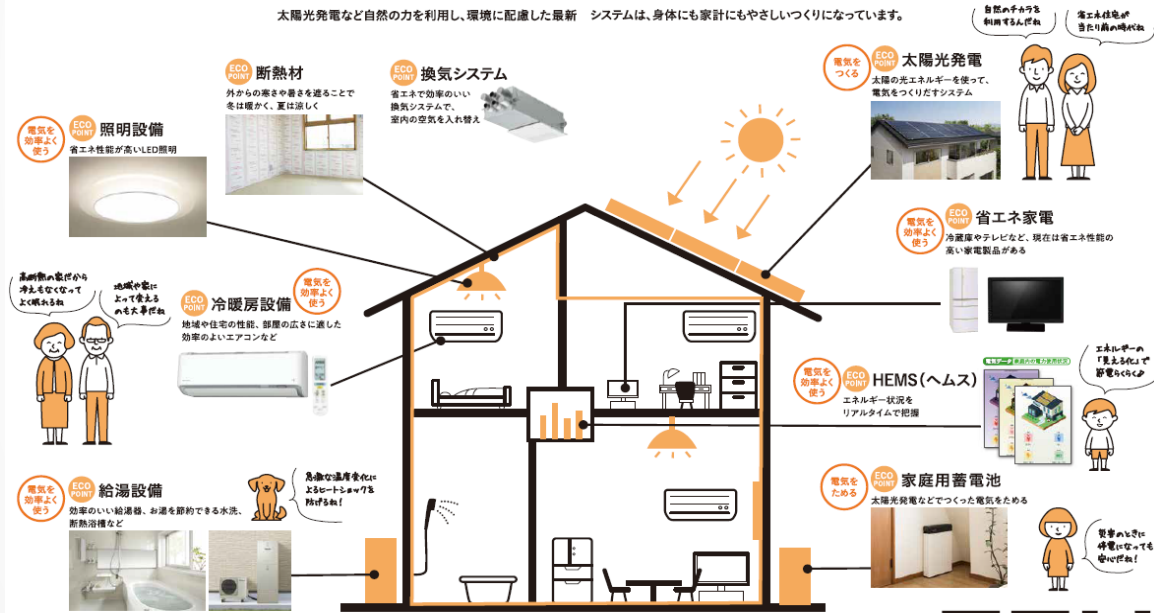 太陽光発電など自然の力を利用し、環境に配慮した最新　システムは、身体にも家計にもやさしいつくりになっています。
自然のチカラを
利用するんだね
省エネ住宅が
当たり前の時代ね
電気を
つくる
ECO
POINT
太陽光発電
太陽の光エネルギーを使って、
電気をつくりだすシステム
ECO
POINT
断熱材
外からの寒さや暑さを遮ることで
冬は暖かく、夏は涼しく
ECO
POINT
換気システム
省エネで効率のいい
換気システムで、
室内の空気を入れ替え
電気を
効率よく
使う
ECO
POINT
照明設備
省エネ性能が高いLED照明
電気を
効率よく
使う
ECO
POINT
省エネ家電
冷蔵庫やテレビなど、現在は省エネ性能の
高い家電製品がある
高断熱の家だから
冷えもなくなって
よく眠れるね
地域や家に
よって変える
のも大事だね
ECO
POINT
冷暖房設備
電気を
効率よく
使う
地域や住宅の性能、部屋の広さに適した
効率のよいエアコンなど
電気を
効率よく
使う
ECO
POINT
HEMS（ヘムス）
エネルギー状況を
リアルタイムで把握
電気データ
家庭内の電力使用状況
エネルギーの
「見える化」で
節電らくらく♪
電気を
効率よく
使う
ECO
POINT
給湯設備
効率のいい給湯器、お湯を節約できる水洗、
断熱浴槽など
急激な温度変化に
よるヒートショックを
防げるね！
電気を
ためる
ECO
POINT
家庭用蓄電池
太陽光発電などでつくった電気をためる
災害のときに
停電になっても
安心だね！